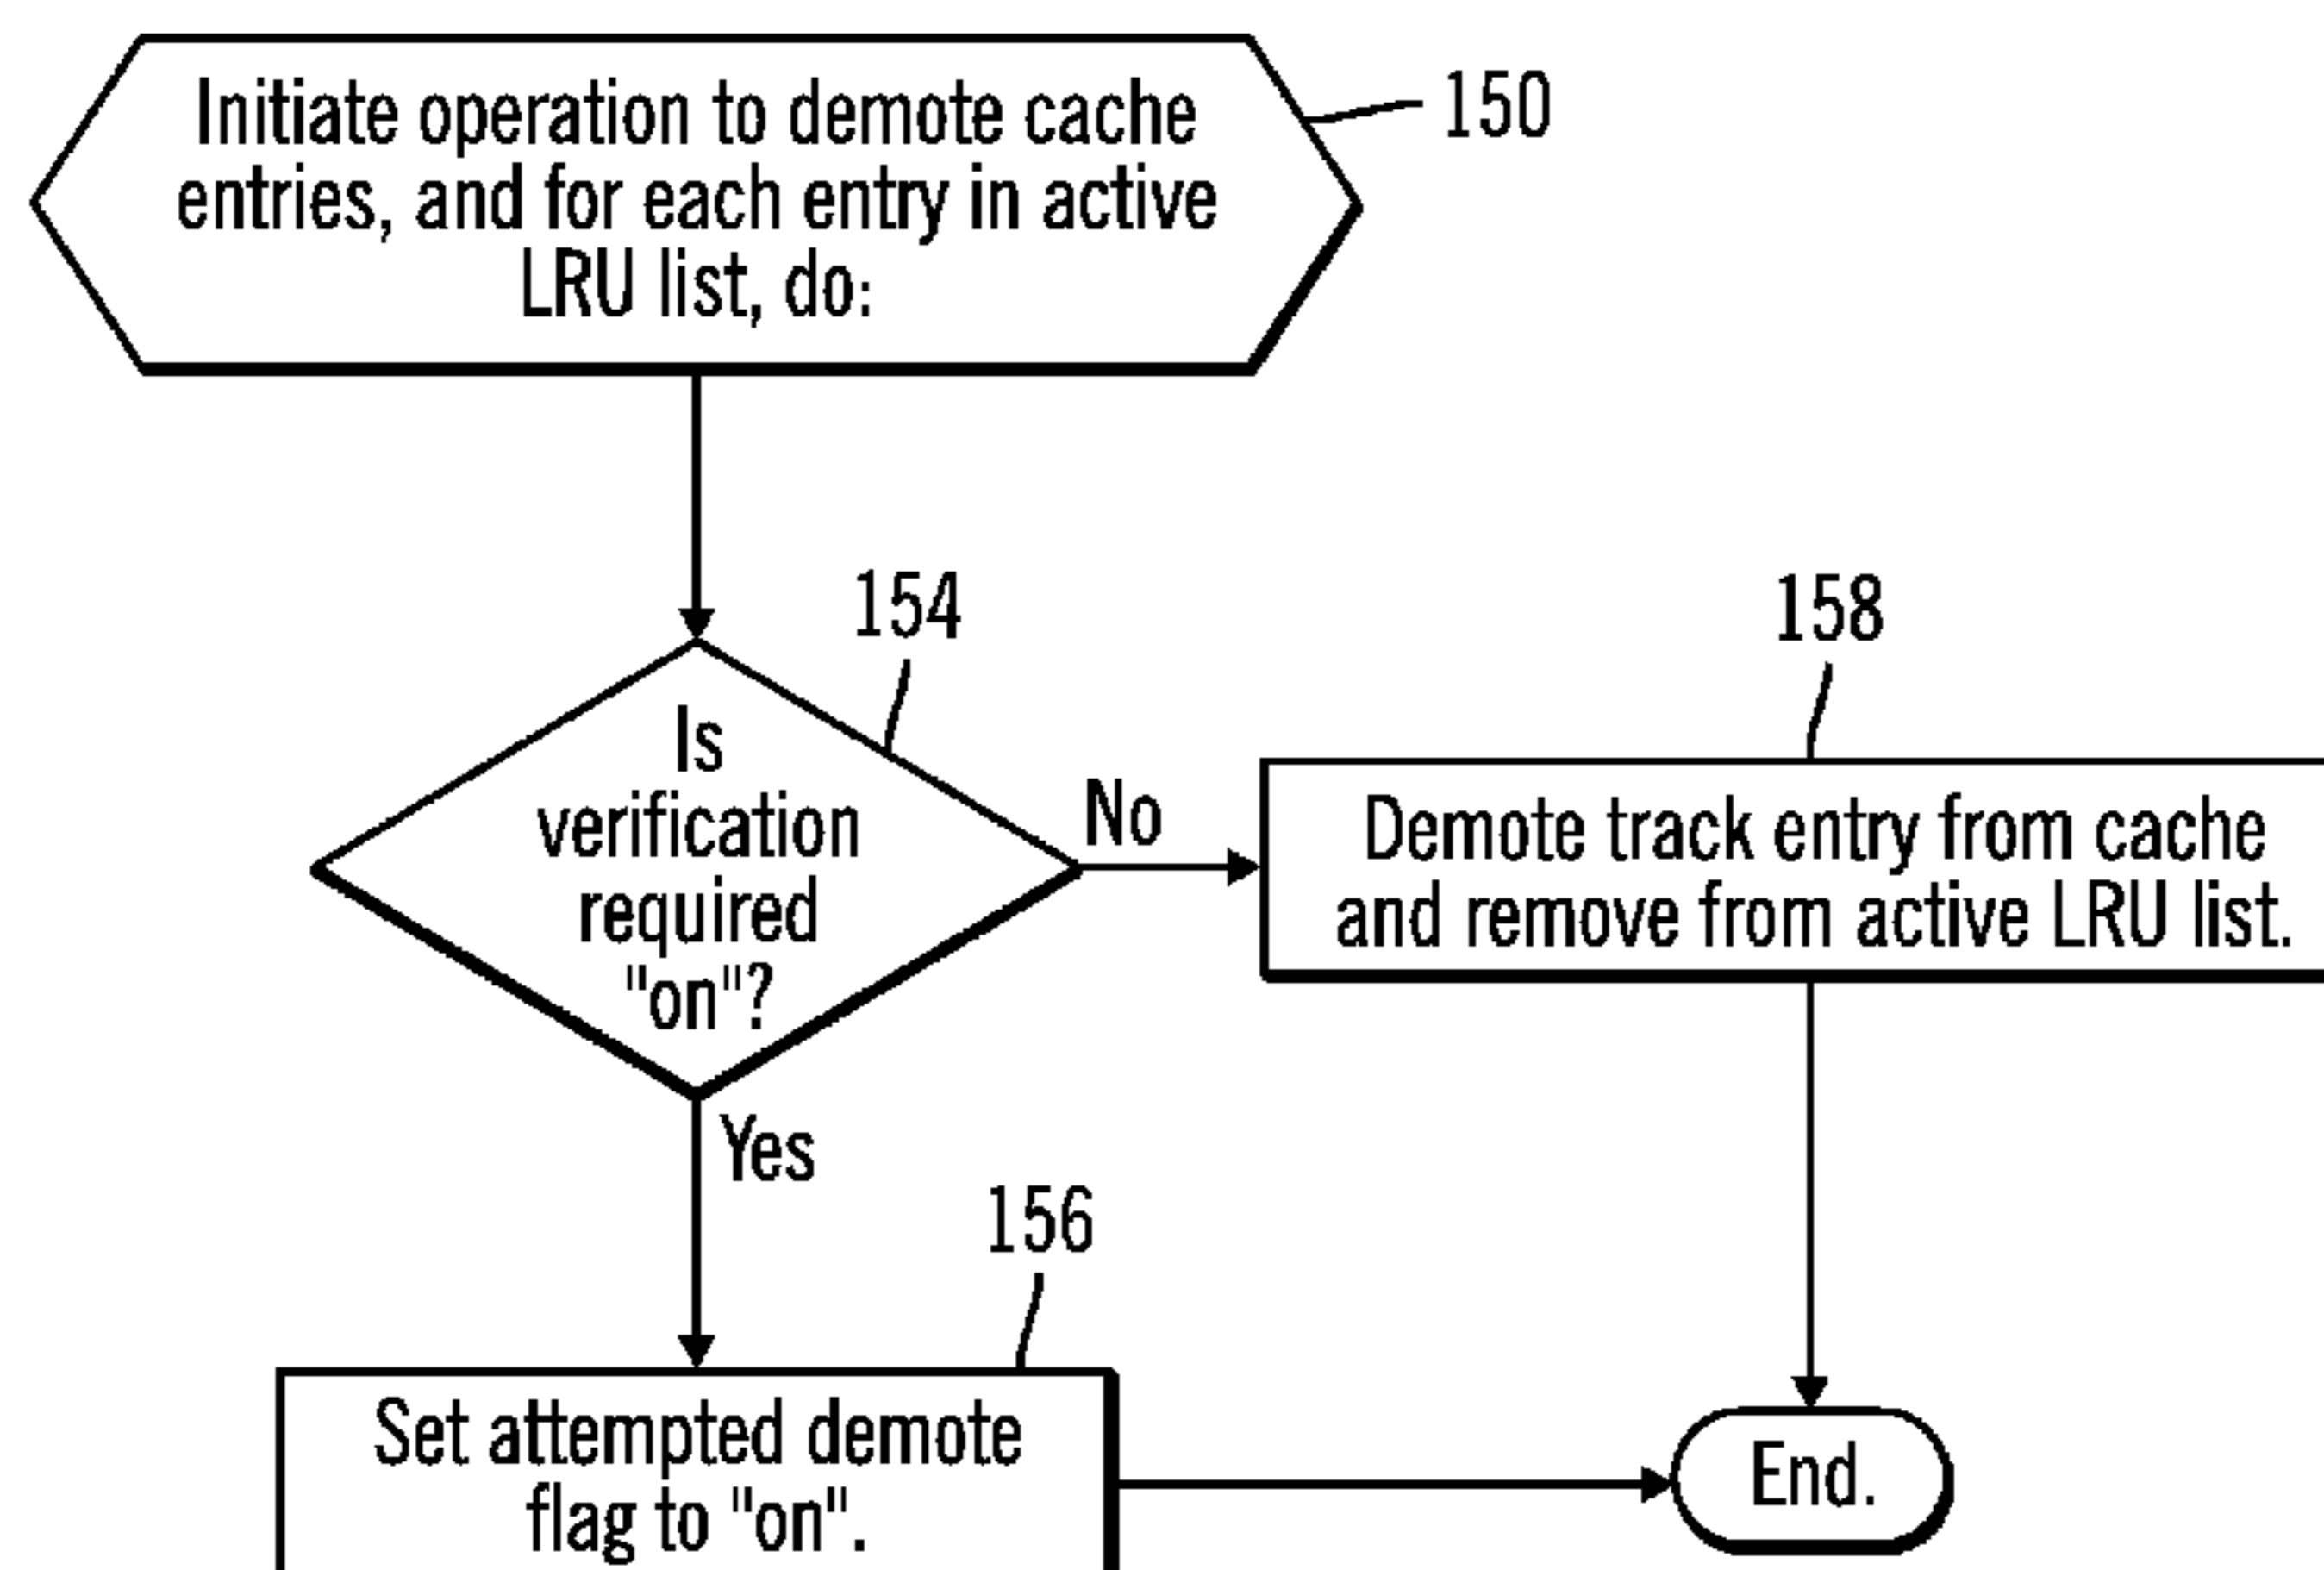 Initiate operation to demote cache
entries, and for each entry in active
LRU list, do:
150
154
Is
verification
required
"on"?
No
158
Demote track entry from cache
and remove from active LRU list.
Yes
156
Set attempted demote
flag to "on".
End.